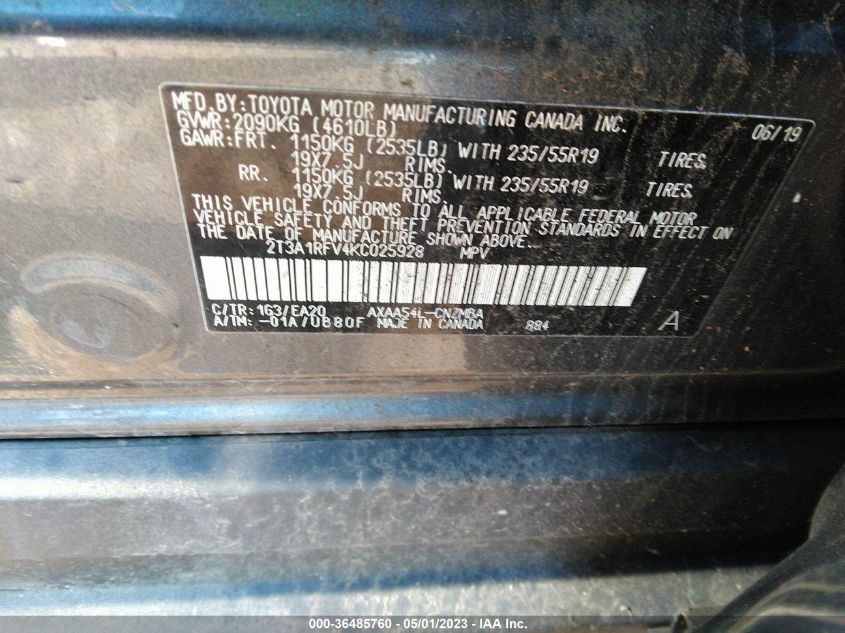 MFD. BY: TOYOTA MOTOR MANUFACTURING CANADA INC. 06/19
GVWR: 2090KG (4610LB)
GAWR: FRT. 1150KG (2535LB) WITH 235/55R19 TIRES,
19X7.5J RIMS.
RR. 1150KG (2535LB) WITH 235/55R19 TIRES,
19X7.5J RIMS.
THIS VEHICLE CONFORMS TO ALL APPLICABLE FEDERAL MOTOR
VEHICLE SAFETY AND THEFT PREVENTION STANDARDS IN EFFECT ON
THE DATE OF MANUFACTURE SHOWN ABOVE.
2T3A1RFV4KC025928 MPV
C/TR: 163/EA20 AXAA54L-CNZMBA
A/TM: -01A/UB80F MADE IN CANADA 884 A
000-36485760 - 05/01/2023 - IAA Inc.